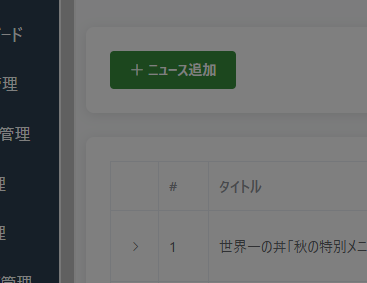 ード
管理
管理
理
理
管理
＋ ニュース追加
# タイトル
> 1 世界一の丼「秋の特別メニ